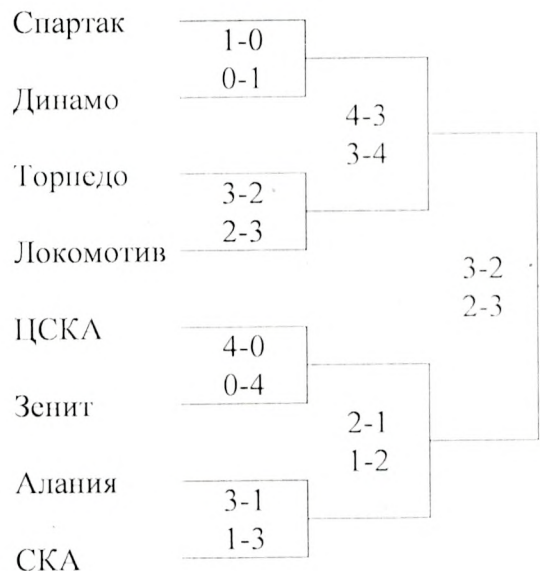 Спартак
1-0
0-1
Динамо
4-3
3-4
Торпедо
3-2
2-3
Локомотив
3-2
2-3
ЦСКА
4-0
0-4
Зенит
2-1
1-2
Алания
3-1
1-3
СКА